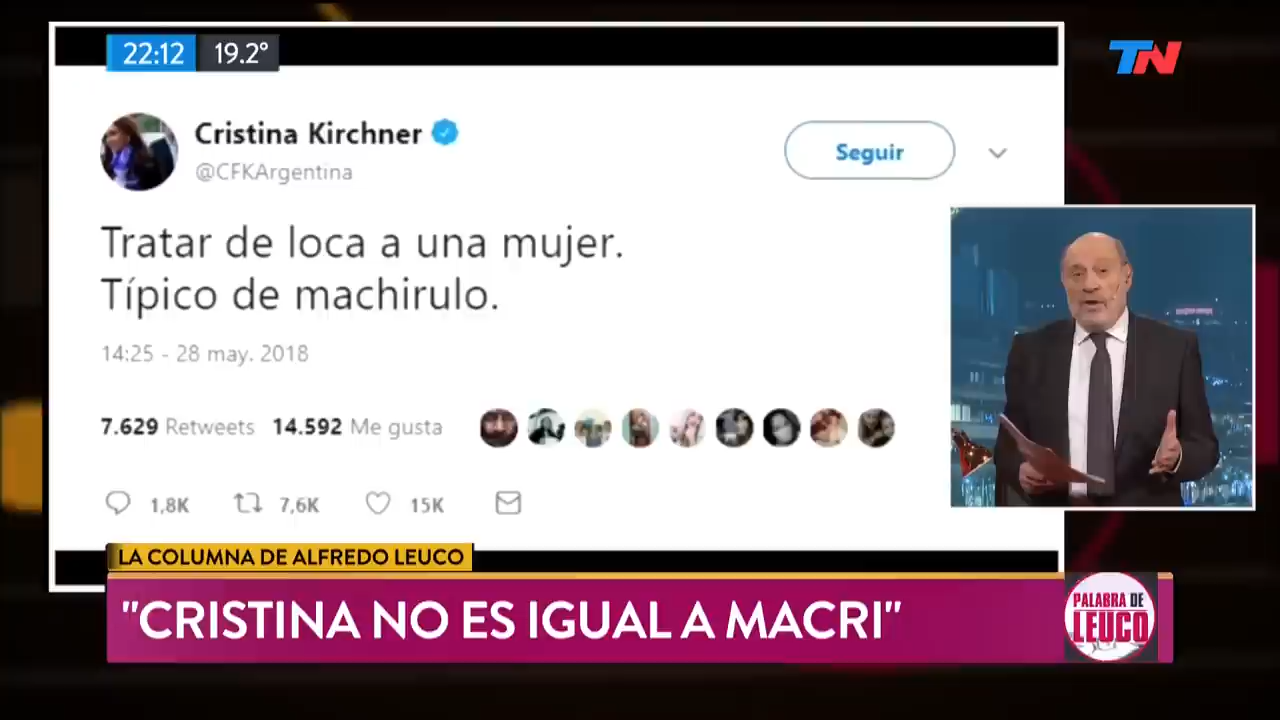 22:12 19.2°
TN
Cristina Kirchner
@CFKArgentina
Seguir
Tratar de loca a una mujer.
Típico de machirulo.
14:25 - 28 may. 2018
7.629 Retweets 14.592 Me gusta
1,8K 7,6K 15K
LA COLUMNA DE ALFREDO LEUCO
"CRISTINA NO ES IGUAL A MACRI"
PALABRA DE
LEUCO